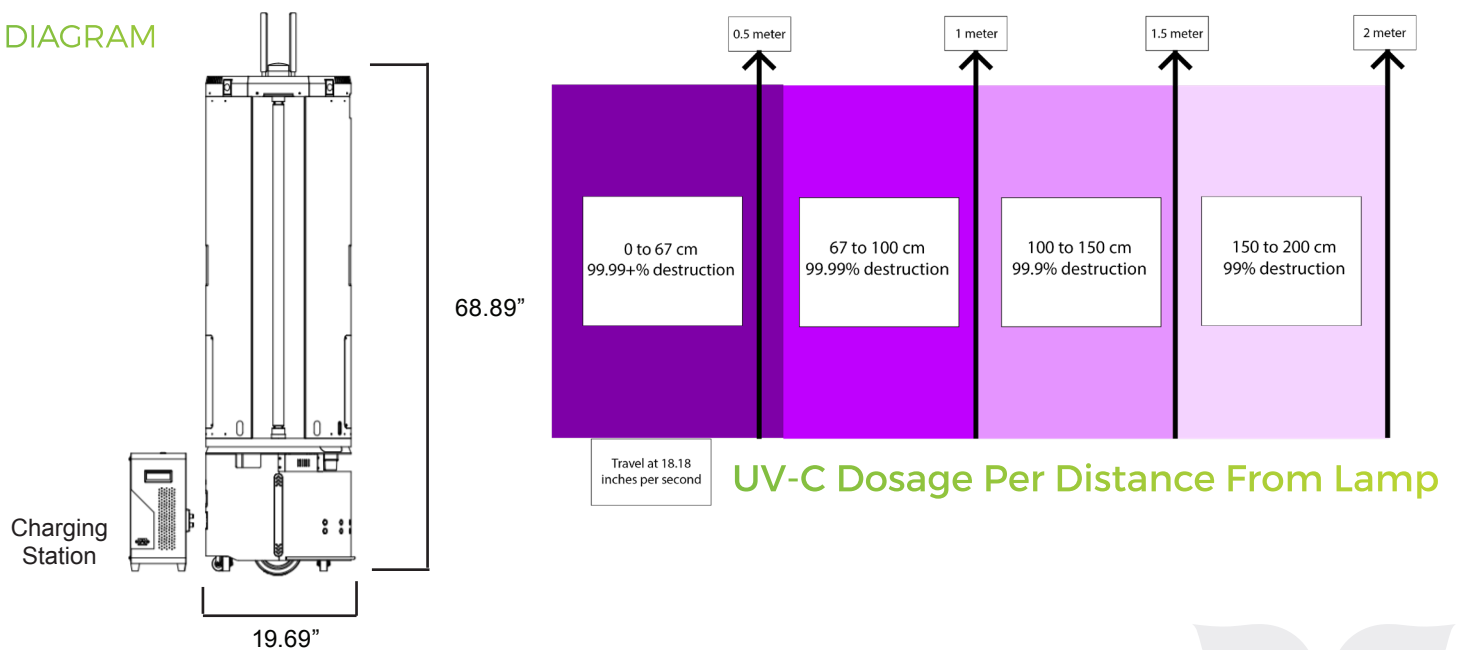 DIAGRAM
68.89”
Charging
Station
19.69”
0.5 meter
1 meter
1.5 meter
2 meter
0 to 67 cm
99.99+% destruction
67 to 100 cm
99.99% destruction
100 to 150 cm
99.9% destruction
150 to 200 cm
99% destruction
Travel at 18.18
inches per second
UV-C Dosage Per Distance From Lamp